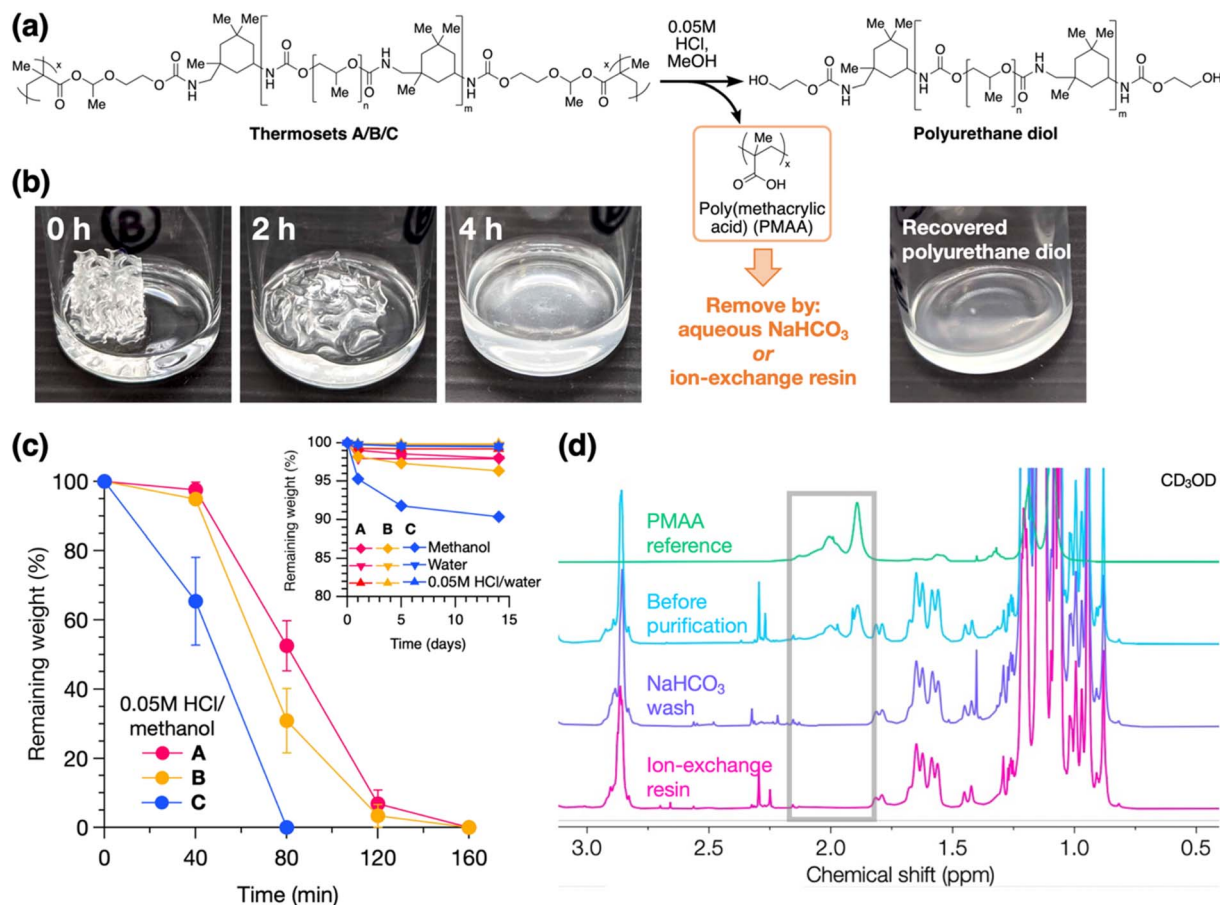 (a)
Me
Me
Me
x
O
O
Me
O
O
O
N
H
Me
N
H
O
O
O
Me
n
O
H
N
Me
Me
Me
N
H
m
O
O
O
O
Me
O
Me
x
Thermosets A/B/C
0.05M
HCl,
MeOH
HO
O
O
N
H
Me
Me
Me
N
H
O
O
O
Me
n
O
H
N
Me
Me
Me
N
H
m
O
O
OH
Polyurethane diol
Me
x
O
OH
Poly(methacrylic
acid) (PMAA)
Remove by:
aqueous NaHCO3
or
ion-exchange resin
(b)
0 h
B
2 h
4 h
Recovered
polyurethane diol
(c)
Remaining weight (%)
100
80
60
40
20
0
0 40 80 120 160
Time (min)
0.05M HCl/
methanol
A
B
C
Remaining weight (%)
100
95
90
85
80
A B C
Methanol
Water
0.05M HCl/water
0 5 10 15
Time (days)
(d)
CD3OD
PMAA
reference
Before
purification
NaHCO3
wash
Ion-exchange
resin
3.0 2.5 2.0 1.5 1.0 0.5
Chemical shift (ppm)